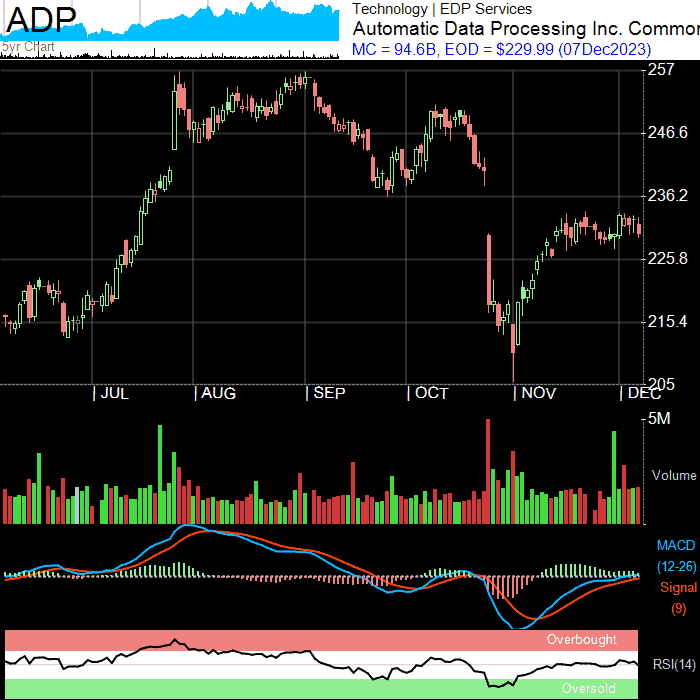 ADP
5yr Chart
Technology | EDP Services
Automatic Data Processing Inc. Common
MC = 94.6B, EOD = $229.99 (07Dec2023)
257
246.6
236.2
225.8
215.4
205
| JUL | AUG | SEP | OCT | NOV | DEC
5M
Volume
MACD
(12-26)
Signal
(9)
Overbought
RSI(14)
Oversold